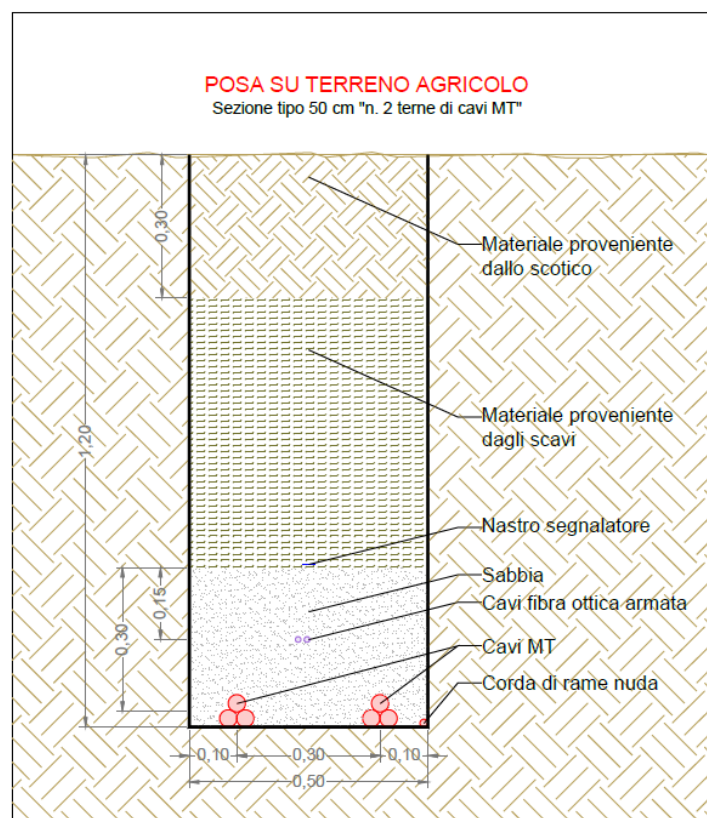 POSA SU TERRENO AGRICOLO
Sezione tipo 50 cm "n. 2 terne di cavi MT"
0,30
Materiale proveniente
dallo scotico
1,20
Materiale proveniente
dagli scavi
Nastro segnalatore
Sabbia
0,15
Cavi fibra ottica armata
0,30
Cavi MT
Corda di rame nuda
0,10
0,30
0,10
0,50